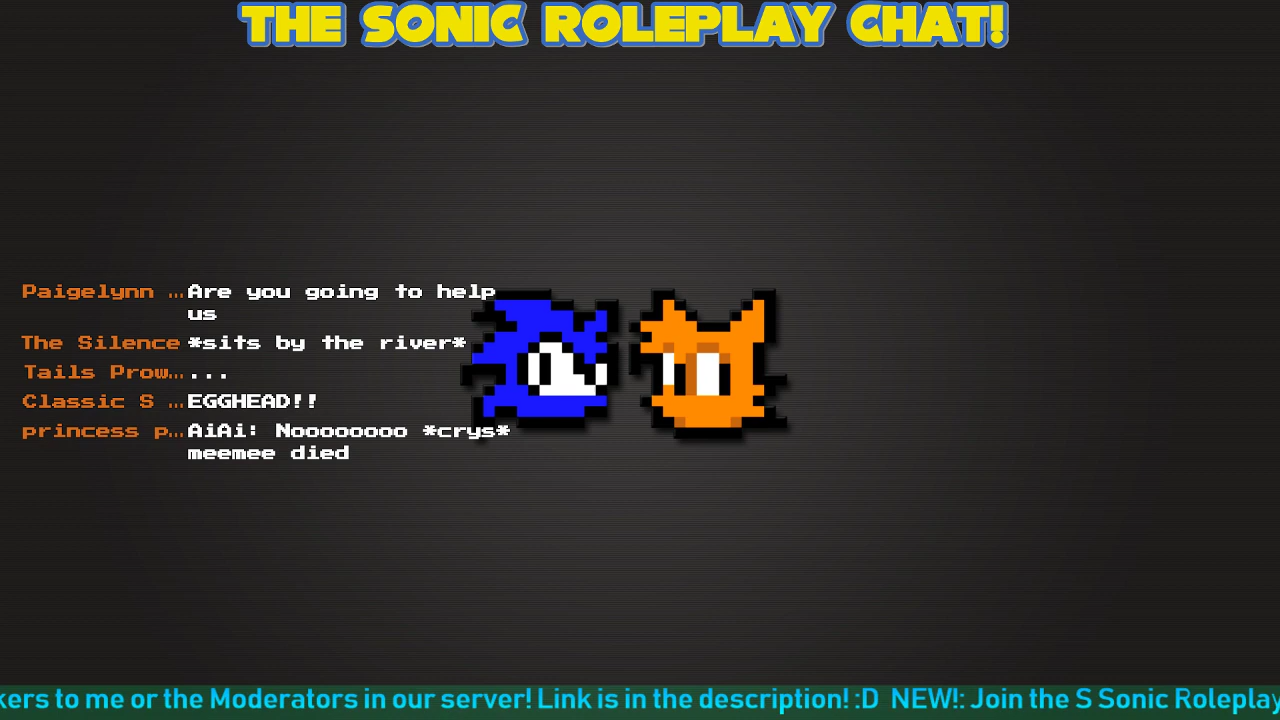 THE SONIC ROLEPLAY CHAT!
Paigelynn ... Are you going to help
us
The Silence *sits by the river*
Tails Prow... ...
Classic S ... EGGHEAD!!
princess p... AiAi: Noooooooo *crys*
meemee died
kers to me or the Moderators in our server! Link is in the description! :D NEW!: Join the S Sonic Roleplay